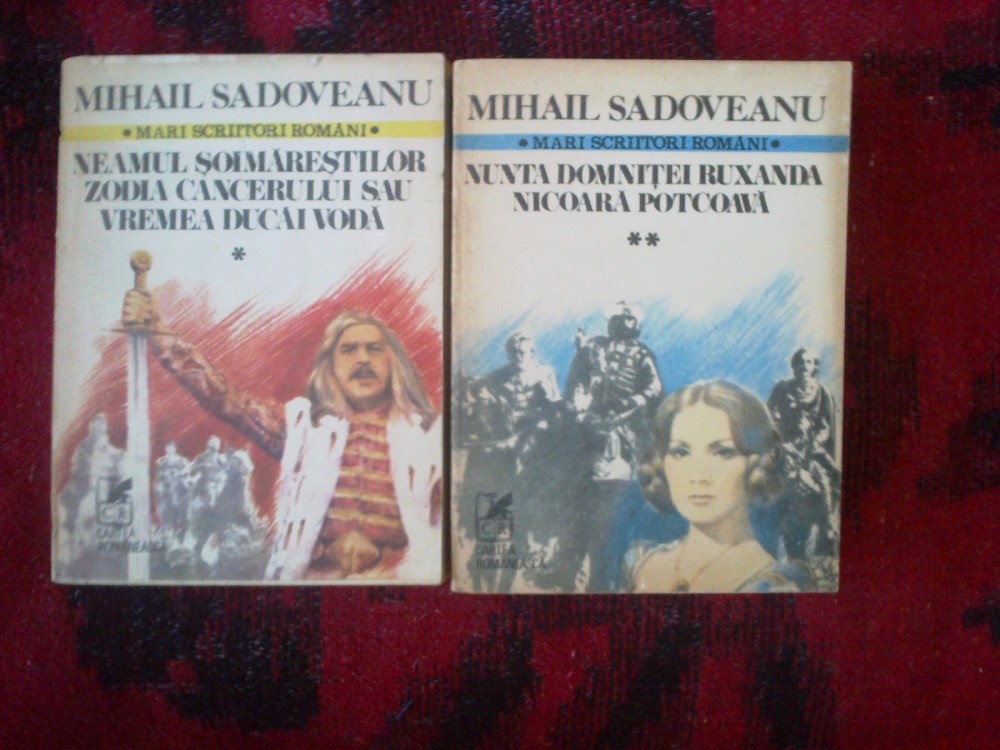 MIHAIL SADOVEANU
• MARI SCRIITORI ROMÂNI •
NEAMUL ŞOIMĂREŞTILOR
ZODIA CANCERULUI SAU
VREMEA DUCĂI VODĂ
*
CR
CARTEA
ROMÂNEASCĂ
MIHAIL SADOVEANU
• MARI SCRIITORI ROMÂNI •
NUNTA DOMNIŢEI RUXANDA
NICOARĂ POTCOAVĂ
**
CR
CARTEA
ROMÂNEASCĂ